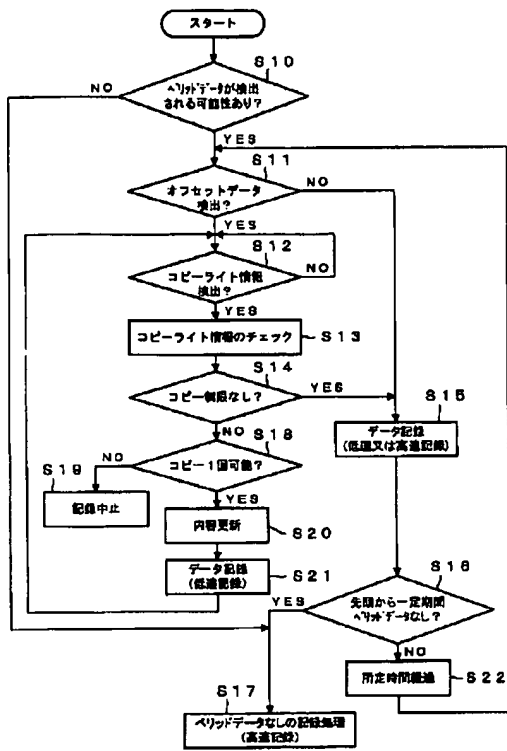 スタート
S10
NO
ベリッドデータが検出
される可能性あり?
YES
S11
NO
オフセットデータ
検出?
YES
S12
コピーライト情報
検出?
NO
YES
コピーライト情報のチェック
S13
S14
コピー制限なし?
YES
S15
NO
データ記録
(低速又は高速記録)
S18
S19
NO
コピー1回可能?
記録中止
YES
内容更新
S20
S16
データ記録
(低速記録)
S21
YES
先頭から一定期間
ベリッドデータなし?
NO
S17
所定時間経過
S22
ベリッドデータなしの記録処理
(高速記録)